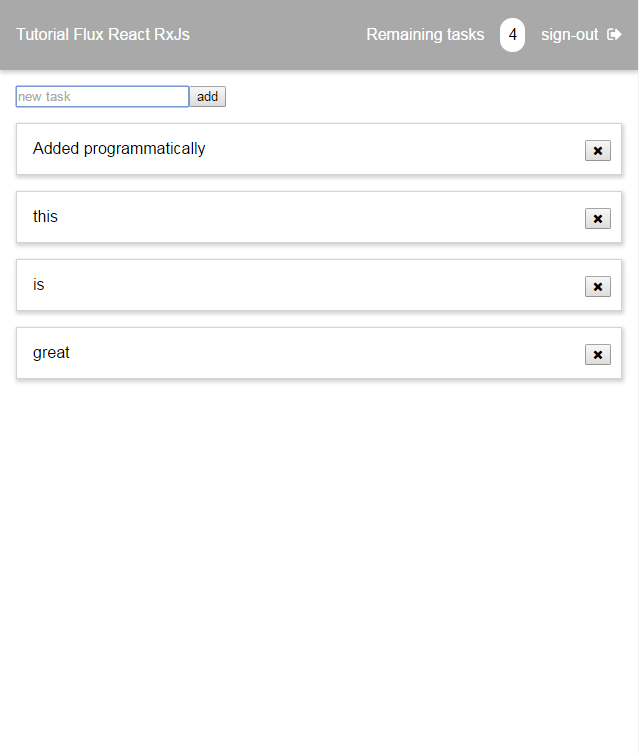 Tutorial Flux React RxJs Remaining tasks 4 sign-out
new task add
Added programmatically
this
is
great